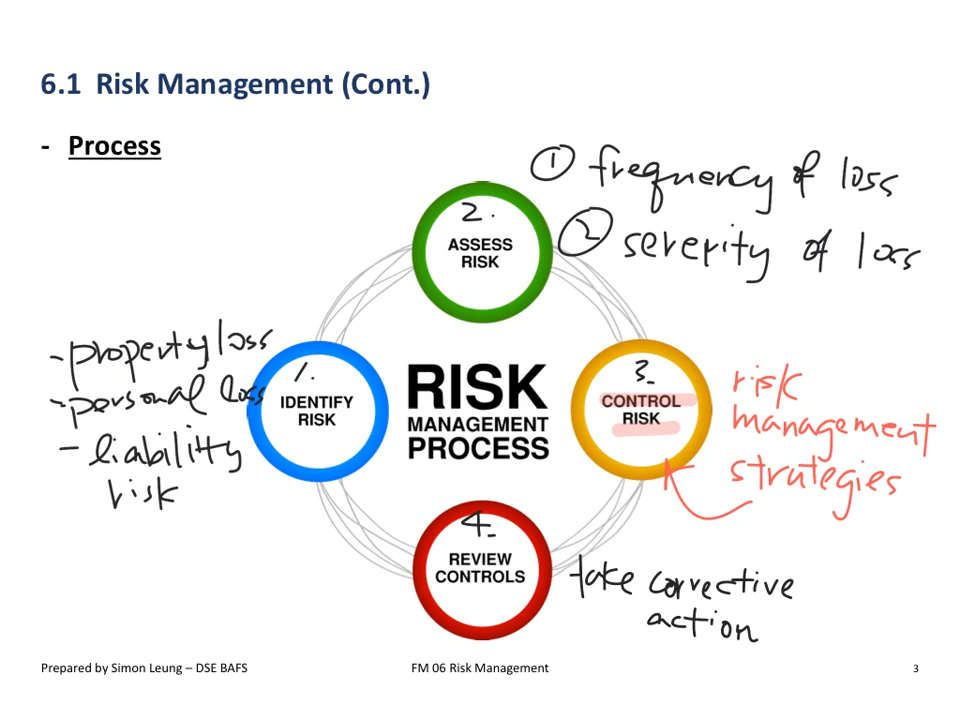 6.1 Risk Management (Cont.)
- Process
① frequency of loss
② severity of loss
2.
ASSESS
RISK
- property loss
- personal loss
- liability
risk
1.
IDENTIFY
RISK
RISK
MANAGEMENT
PROCESS
3.
CONTROL
RISK
risk
management
strategies
4.
REVIEW
CONTROLS
take corrective
action
Prepared by Simon Leung – DSE BAFS
FM 06 Risk Management
3